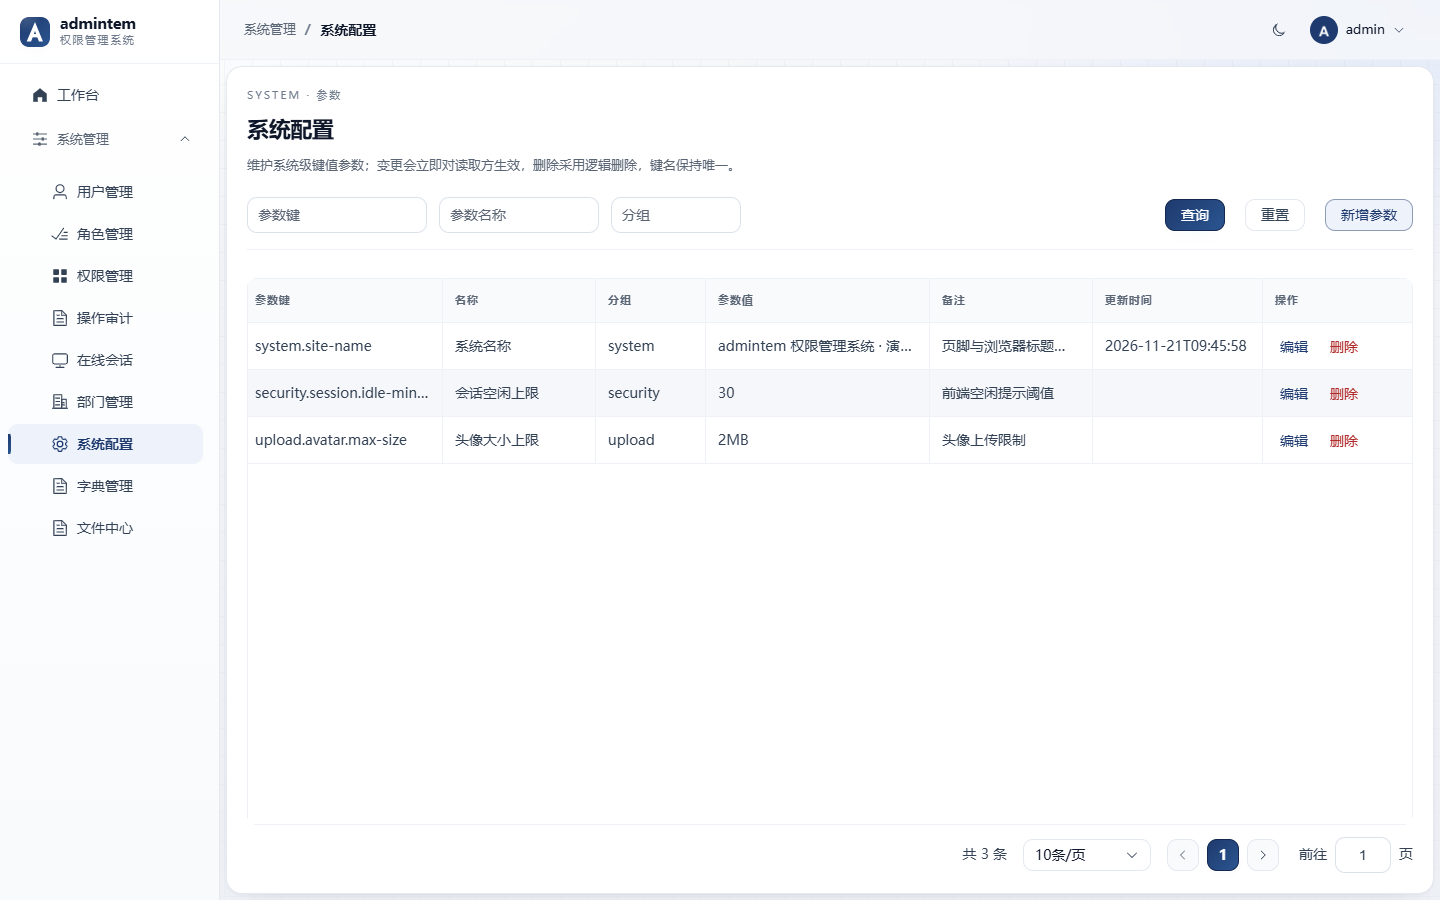 admintem
权限管理系统
系统管理 / 系统配置
A admin
工作台
系统管理
用户管理
角色管理
权限管理
操作审计
在线会话
部门管理
系统配置
字典管理
文件中心
SYSTEM · 参数
系统配置
维护系统级键值参数；变更会立即对读取方生效，删除采用逻辑删除，键名保持唯一。
参数键 参数名称 分组 查询 重置 新增参数
参数键 名称 分组 参数值 备注 更新时间 操作
system.site-name 系统名称 system admintem 权限管理系统 · 演... 页脚与浏览器标题... 2026-11-21T09:45:58 编辑 删除
security.session.idle-min... 会话空闲上限 security 30 前端空闲提示阈值 编辑 删除
upload.avatar.max-size 头像大小上限 upload 2MB 头像上传限制 编辑 删除
共 3 条 10条/页 1 前往 1 页